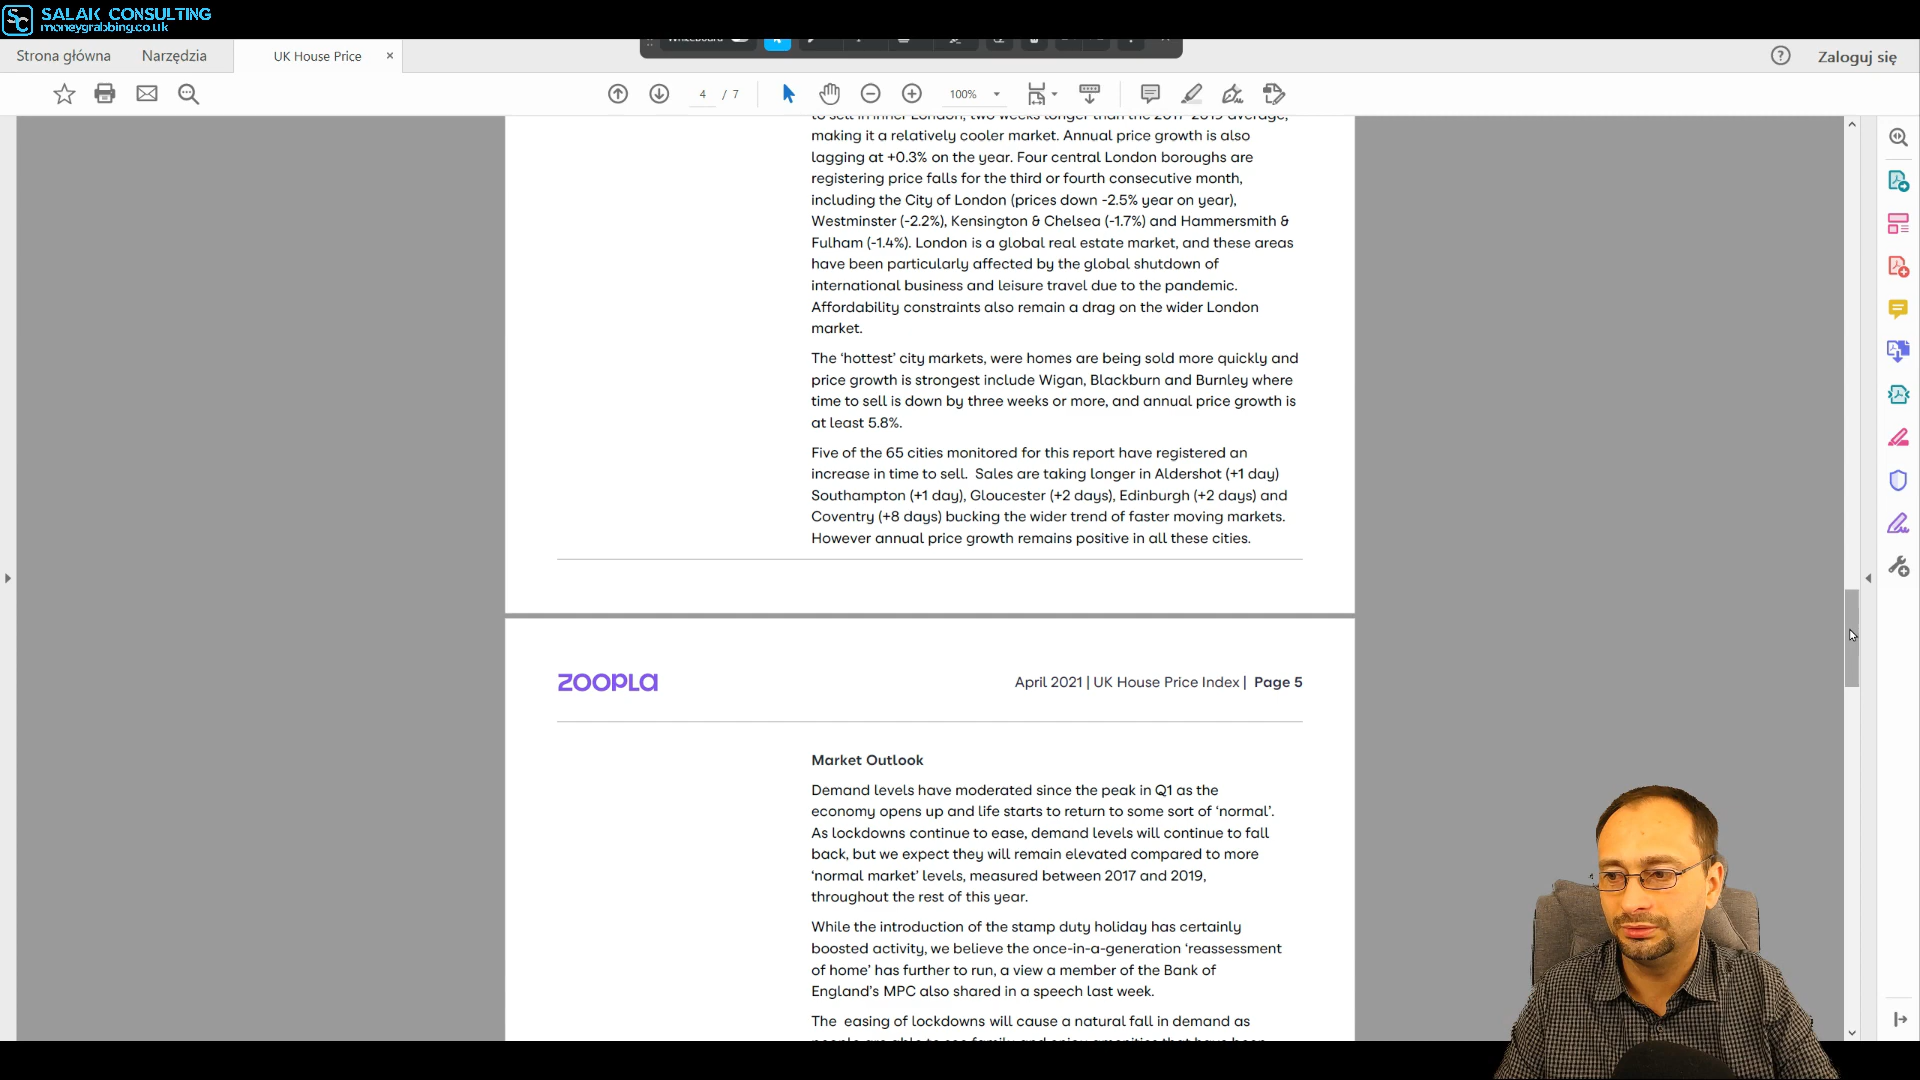 SALAK CONSULTING
moneygrabbing.co.uk
Strona główna
Narzędzia
UK House Price
Zaloguj się
4 / 7
100%
to sell in inner London, two weeks longer than the 2017-2019 average,
making it a relatively cooler market. Annual price growth is also
lagging at +0.3% on the year. Four central London boroughs are
registering price falls for the third or fourth consecutive month,
including the City of London (prices down -2.5% year on year),
Westminster (-2.2%), Kensington & Chelsea (-1.7%) and Hammersmith &
Fulham (-1.4%). London is a global real estate market, and these areas
have been particularly affected by the global shutdown of
international business and leisure travel due to the pandemic.
Affordability constraints also remain a drag on the wider London
market.
The ‘hottest’ city markets, were homes are being sold more quickly and
price growth is strongest include Wigan, Blackburn and Burnley where
time to sell is down by three weeks or more, and annual price growth is
at least 5.8%.
Five of the 65 cities monitored for this report have registered an
increase in time to sell. Sales are taking longer in Aldershot (+1 day)
Southampton (+1 day), Gloucester (+2 days), Edinburgh (+2 days) and
Coventry (+8 days) bucking the wider trend of faster moving markets.
However annual price growth remains positive in all these cities.
zoopla
April 2021 | UK House Price Index | Page 5
Market Outlook
Demand levels have moderated since the peak in Q1 as the
economy opens up and life starts to return to some sort of ‘normal’.
As lockdowns continue to ease, demand levels will continue to fall
back, but we expect they will remain elevated compared to more
‘normal market’ levels, measured between 2017 and 2019,
throughout the rest of this year.
While the introduction of the stamp duty holiday has certainly
boosted activity, we believe the once-in-a-generation ‘reassessment
of home’ has further to run, a view a member of the Bank of
England’s MPC also shared in a speech last week.
The easing of lockdowns will cause a natural fall in demand as